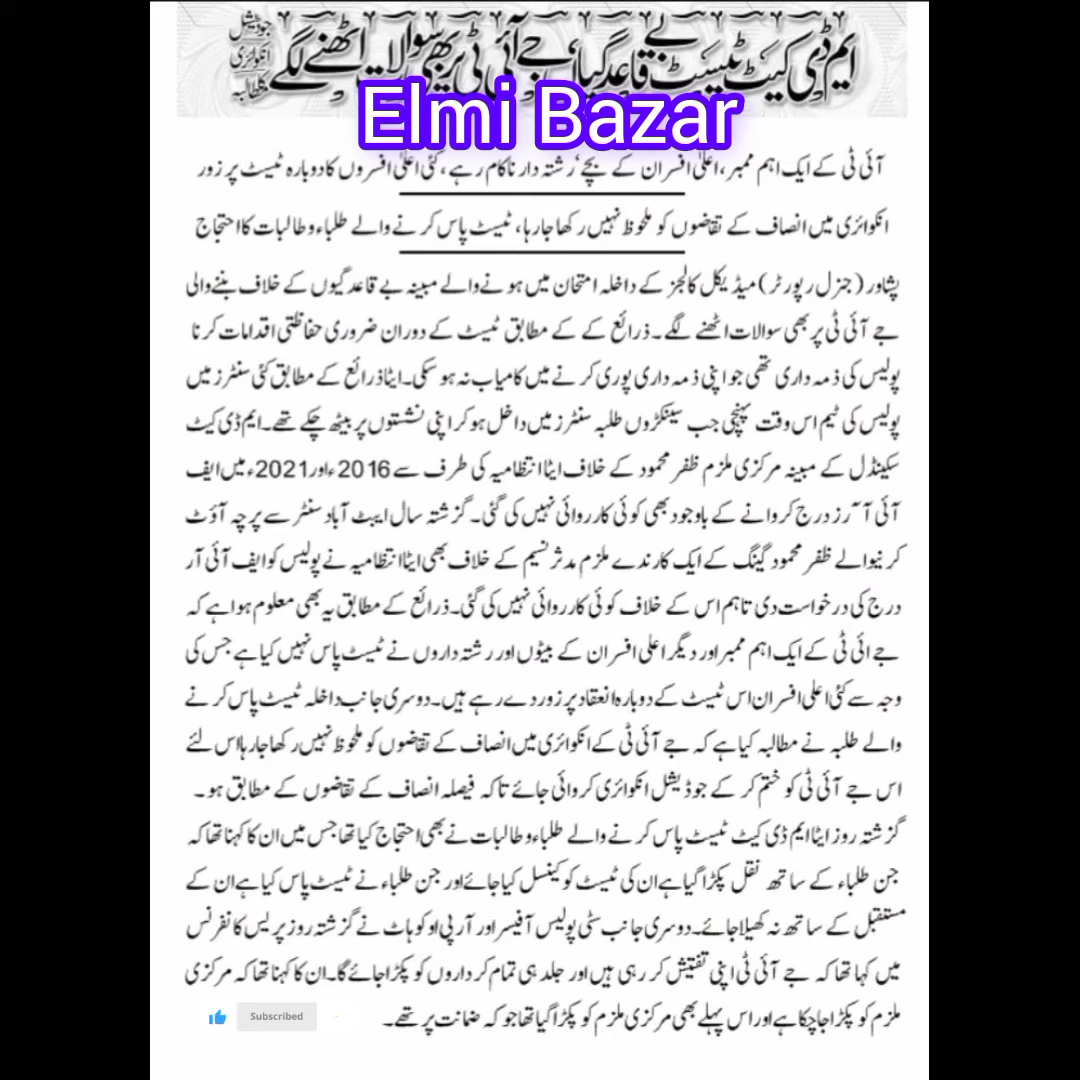 ایم ڈی کیٹ ٹیسٹ بے قاعدگیاں، جے آئی ٹی پر بھی سوالات اٹھنے لگے
جوڈیشل
انکوائری
کا مطالبہ
Elmi Bazar
آئی ٹی کے ایک اہم ممبر، اعلیٰ افسران کے بچے، رشتہ دار ناکام رہے، کئی اعلیٰ افسروں کا دوبارہ ٹیسٹ پر زور
انکوائری میں انصاف کے تقاضوں کو ملحوظ نہیں رکھا جا رہا، ٹیسٹ پاس کرنے والے طلباء و طالبات کا احتجاج
پشاور (جنرل رپورٹر) میڈیکل کالجز کے داخلہ امتحان میں ہونے والے مبینہ بے قاعدگیوں کے خلاف بننے والی
جے آئی ٹی پر بھی سوالات اٹھنے لگے۔ ذرائع کے کے مطابق ٹیسٹ کے دوران ضروری حفاظتی اقدامات کرنا
پولیس کی ذمہ داری تھی جو اپنی ذمہ داری پوری کرنے میں کامیاب نہ ہو سکی۔ ایٹا ذرائع کے مطابق کئی سنٹرز میں
پولیس کی ٹیم اس وقت پہنچی جب سینکڑوں طلبہ سنٹرز میں داخل ہو کر اپنی نشستوں پر بیٹھ چکے تھے۔ ایم ڈی کیٹ
سکینڈل کے مبینہ مرکزی ملزم ظفر محمود کے خلاف ایٹا انتظامیہ کی طرف سے 2016ء اور 2021ء میں ایف
آئی آرز درج کروانے کے باوجود بھی کوئی کارروائی نہیں کی گئی۔ گزشتہ سال ایبٹ آباد سنٹر سے پرچہ آؤٹ
کرنیوالے ظفر محمود گینگ کے ایک کارندے ملزم مدثر نسیم کے خلاف بھی ایٹا انتظامیہ نے پولیس کو ایف آئی آر
درج کی درخواست دی تاہم اس کے خلاف کوئی کارروائی نہیں کی گئی۔ ذرائع کے مطابق یہ بھی معلوم ہوا ہے کہ
جے ائی ٹی کے ایک اہم ممبر اور دیگر اعلی افسران کے بیٹوں اور رشتہ داروں نے ٹیسٹ پاس نہیں کیا ہے جس کی
وجہ سے کئی اعلی افسران اس ٹیسٹ کے دوبارہ انعقاد پر زور دے رہے ہیں۔ دوسری جانب داخلہ ٹیسٹ پاس کرنے
والے طلبہ نے مطالبہ کیا ہے کہ جے آئی ٹی کے انکوائری میں انصاف کے تقاضوں کو ملحوظ نہیں رکھا جا رہا اس لئے
اس جے آئی ٹی کو ختم کر کے جوڈیشل انکوائری کروائی جائے تاکہ فیصلہ انصاف کے تقاضوں کے مطابق ہو۔
گزشتہ روز ایٹا ایم ڈی کیٹ ٹیسٹ پاس کرنے والے طلباء و طالبات نے بھی احتجاج کیا تھا جس میں ان کا کہنا تھا کہ
جن طلباء کے ساتھ نقل پکڑا گیا ہے ان کی ٹیسٹ کو کینسل کیا جائے اور جن طلباء نے ٹیسٹ پاس کیا ہے ان کے
مستقبل کے ساتھ نہ کھیلا جائے۔ دوسری جانب سٹی پولیس آفیسر اور آر پی او کوہاٹ نے گزشتہ روز پریس کانفرنس
میں کہا تھا کہ جے آئی ٹی اپنی تفتیش کر رہی ہیں اور جلد ہی تمام کرداروں کو پکڑا جائے گا۔ ان کا کہنا تھا کہ مرکزی
ملزم کو پکڑا جا چکا ہے اور اس پہلے بھی مرکزی ملزم کو پکڑا گیا تھا جو کہ ضمانت پر تھے۔
Subscribed